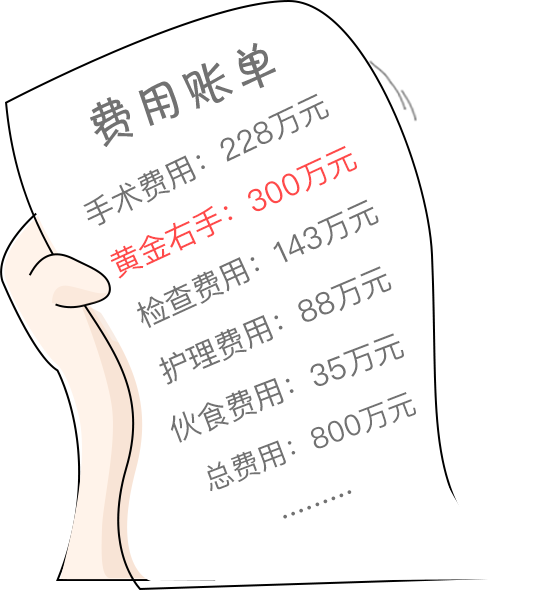 费用账单
手术费用：228万元
黄金右手：300万元
检查费用：143万元
护理费用：88万元
伙食费用：35万元
总费用：800万元
·········